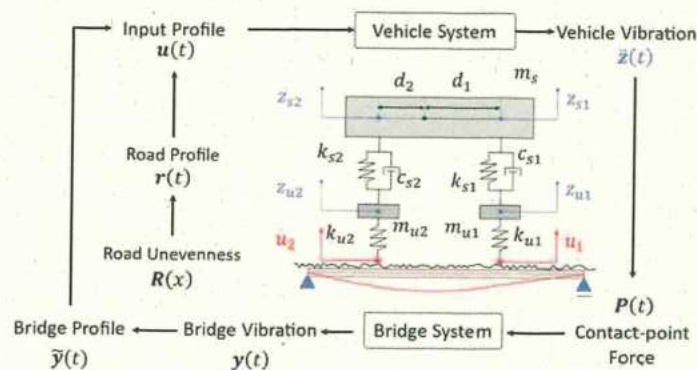 Input Profile
u(t)
Vehicle System
Vehicle Vibration
z̈(t)
d2 d1 ms
zs2
zs1
ks2
cs2
ks1
cs1
Road Profile
r(t)
zu2
zu1
mu2
mu1
ku2
ku1
u2
u1
Road Unevenness
R(x)
P(t)
Contact-point
Force
Bridge System
Bridge Vibration
y(t)
Bridge Profile
ỹ(t)